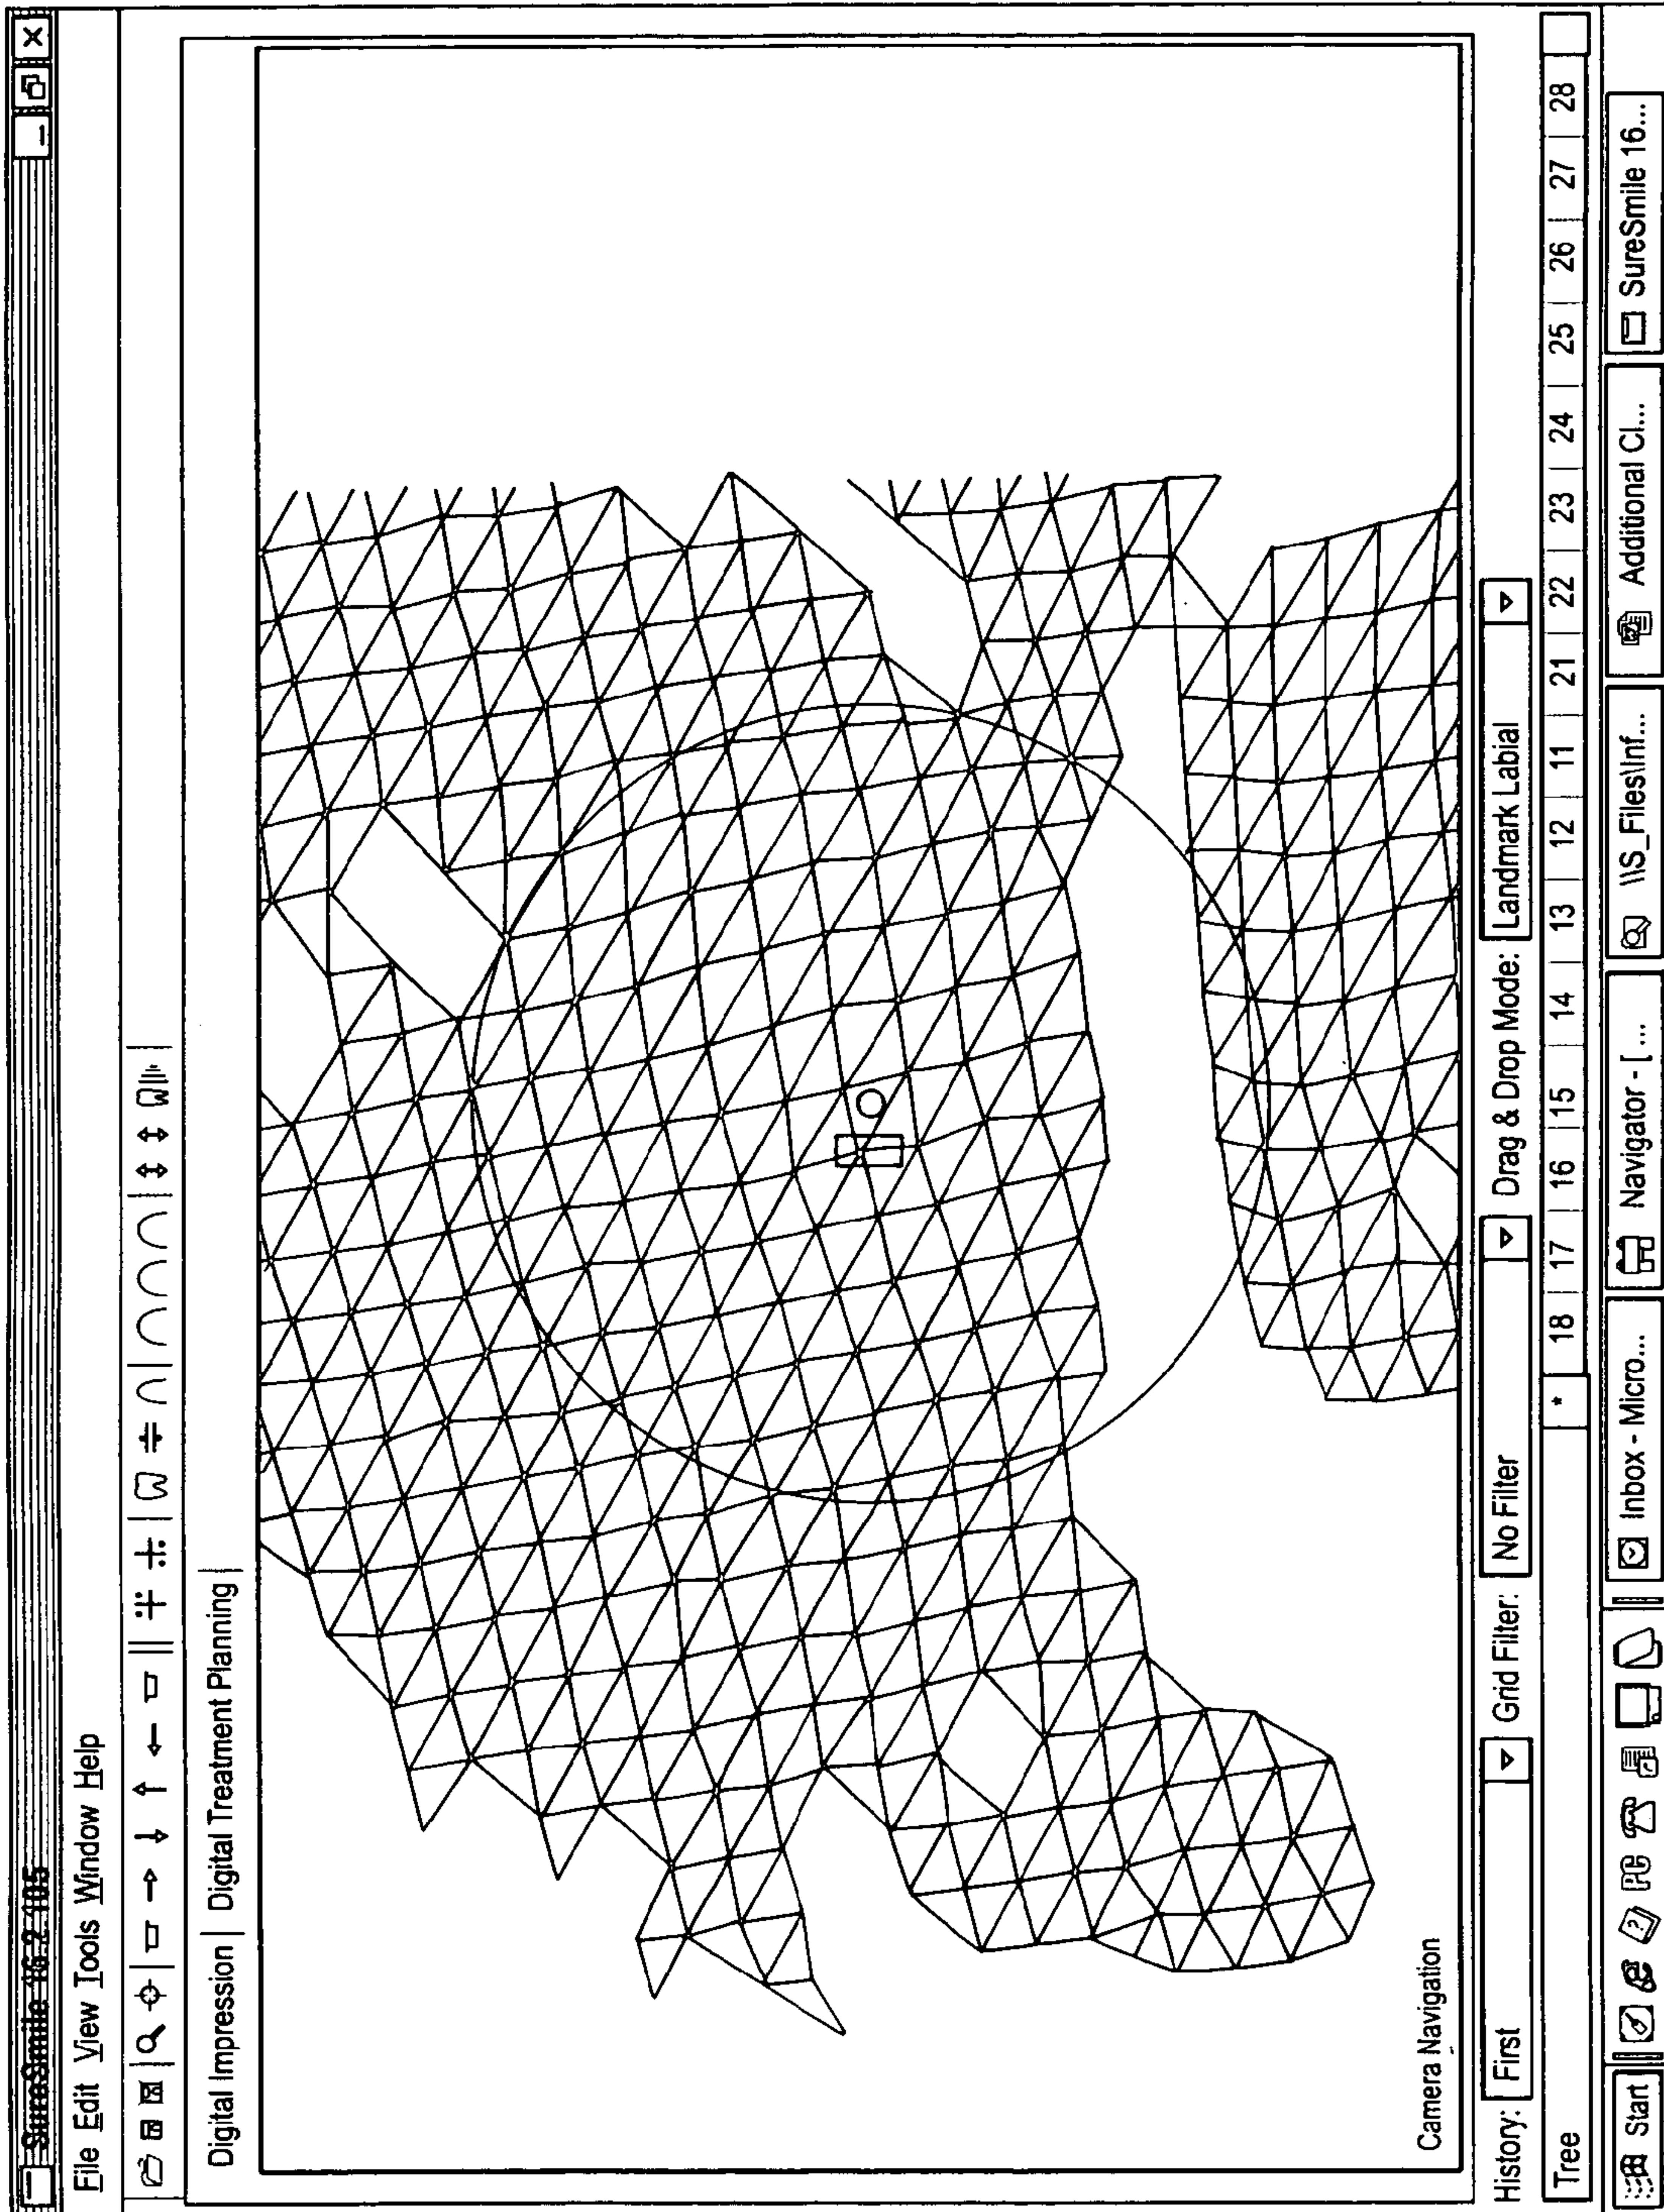 SureSmile 16.2.105
File Edit View Tools Window Help
Digital Impression | Digital Treatment Planning
Camera Navigation
History: First Grid Filter: No Filter Drag & Drop Mode: Landmark Labial
Tree * 18 17 16 15 14 13 12 11 21 22 23 24 25 26 27 28
Start PC Inbox - Micro... Navigator - [ ... \\S_Files\Inf... Additional Cl... SureSmile 16...